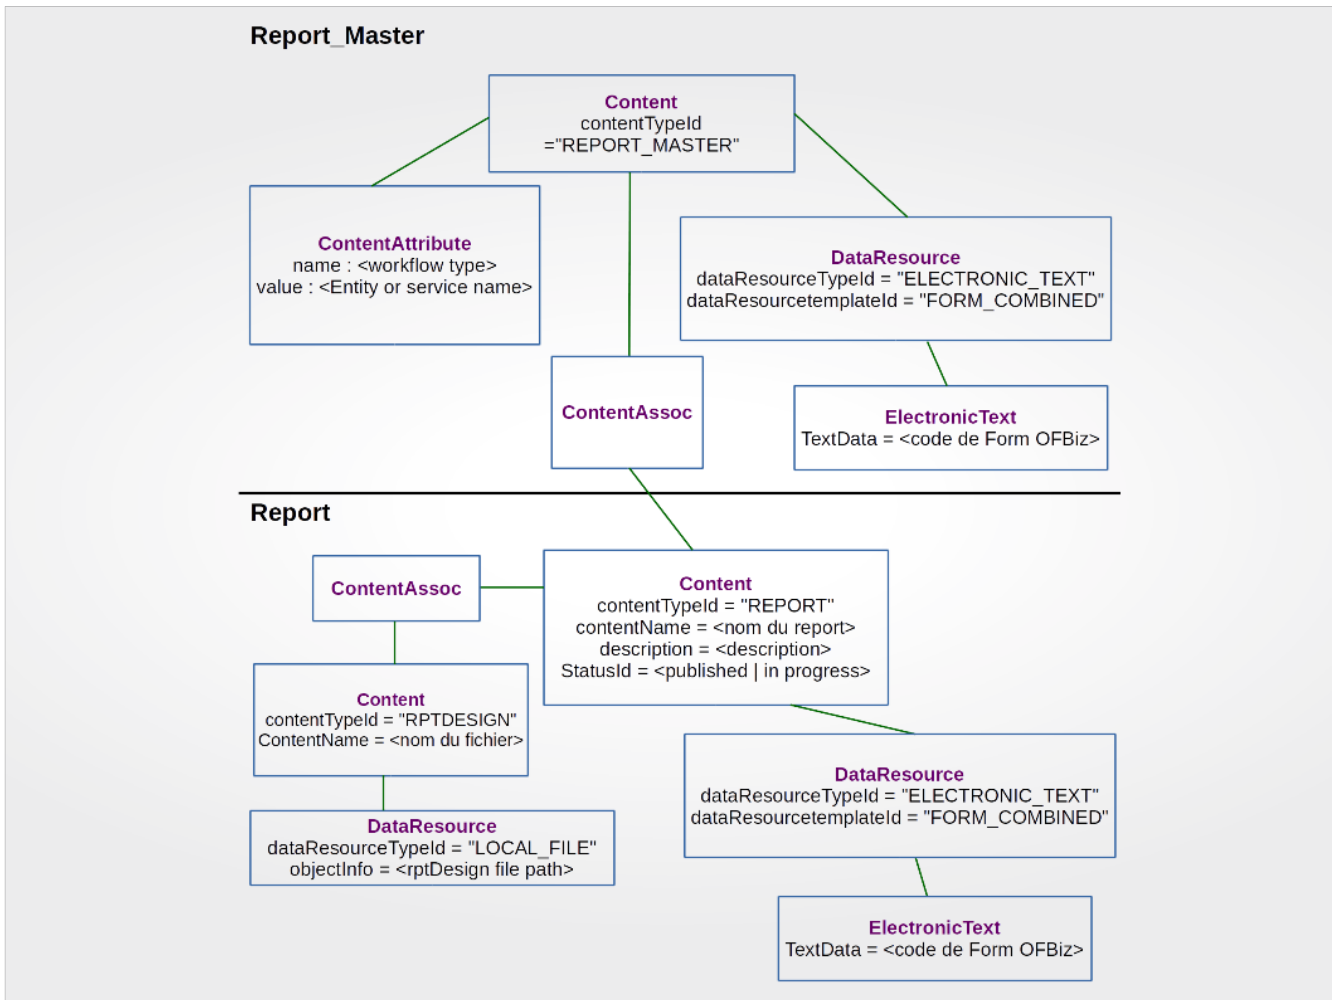 Report_Master
Content
contentTypeId
="REPORT_MASTER"
ContentAttribute
name : <workflow type>
value : <Entity or service name>
DataResource
dataResourceTypeId = "ELECTRONIC_TEXT"
dataResourcetemplateId = "FORM_COMBINED"
ContentAssoc
ElectronicText
TextData = <code de Form OFBiz>
Report
ContentAssoc
Content
contentTypeId = "REPORT"
contentName = <nom du report>
description = <description>
StatusId = <published | in progress>
Content
contentTypeId = "RPTDESIGN"
ContentName = <nom du fichier>
DataResource
dataResourceTypeId = "ELECTRONIC_TEXT"
dataResourcetemplateId = "FORM_COMBINED"
DataResource
dataResourceTypeId = "LOCAL_FILE"
objectInfo = <rptDesign file path>
ElectronicText
TextData = <code de Form OFBiz>